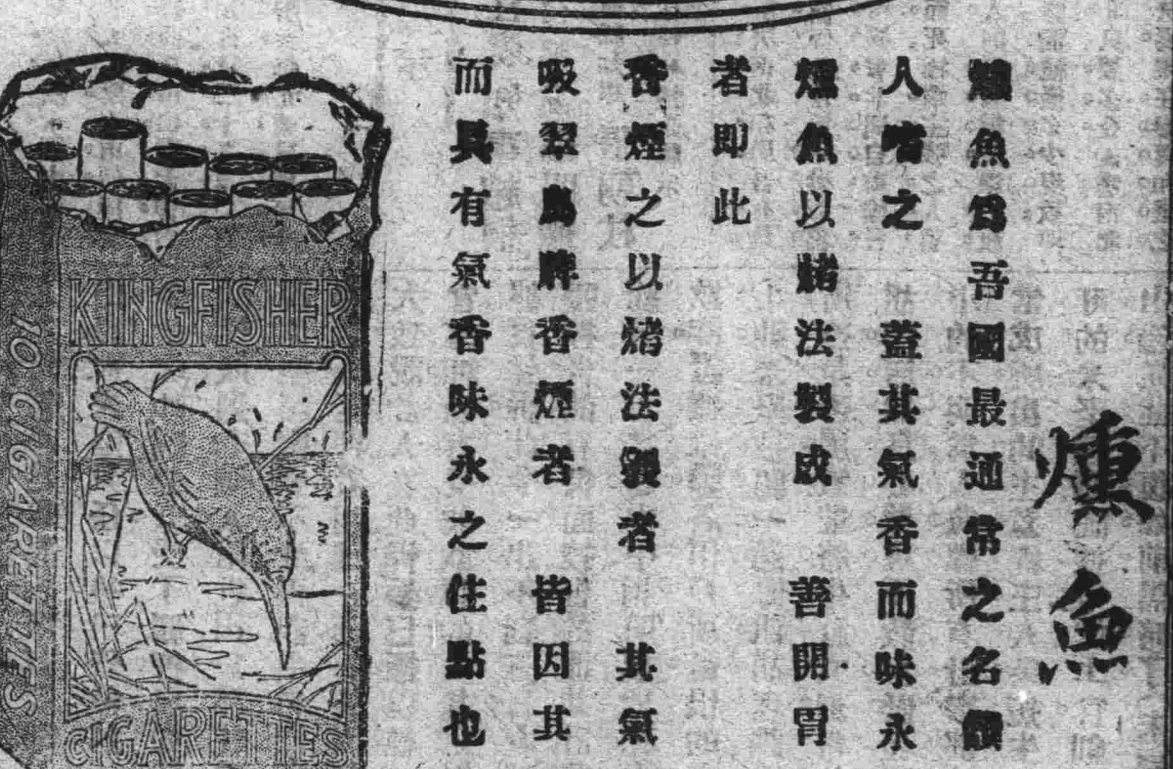 燻魚
燻魚爲吾國最通常之名饌
人嗜之　蓋其氣香而味永
燻魚以烤法製成　善開胃
者即此
香煙之以烤法製者　其氣
吸翠鳥牌香煙者　皆因其
而具有氣香味永之佳點也
KINGFISHER
10 CIGARETTES
CIGARETTES